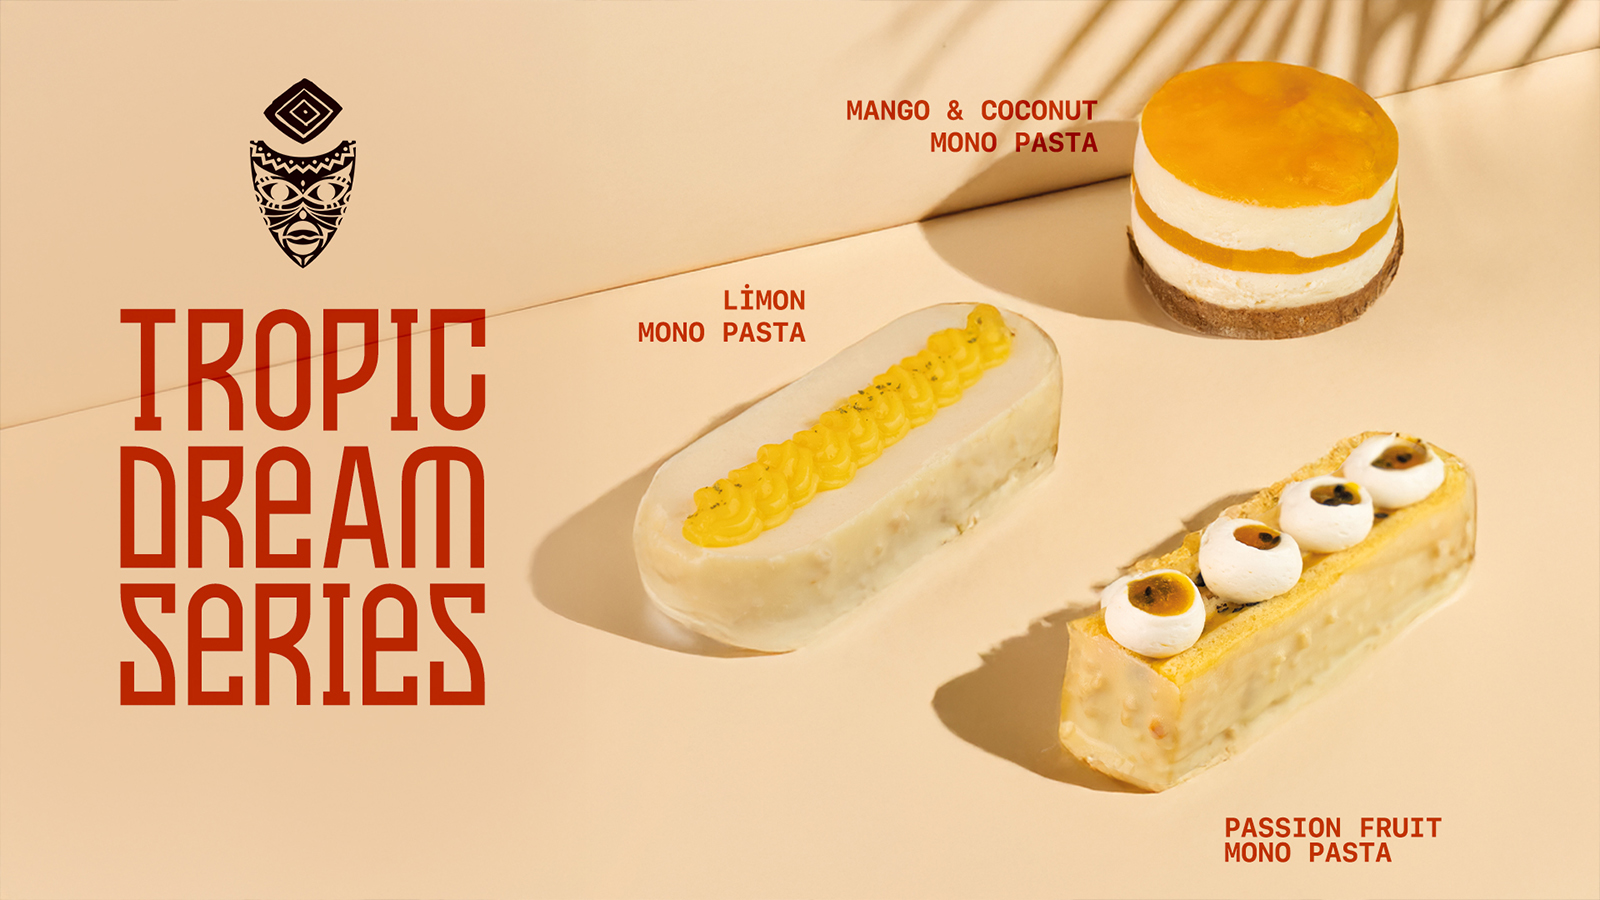 TROPIC
DREAM
SERIES
MANGO & COCONUT
MONO PASTA
LİMON
MONO PASTA
PASSION FRUIT
MONO PASTA